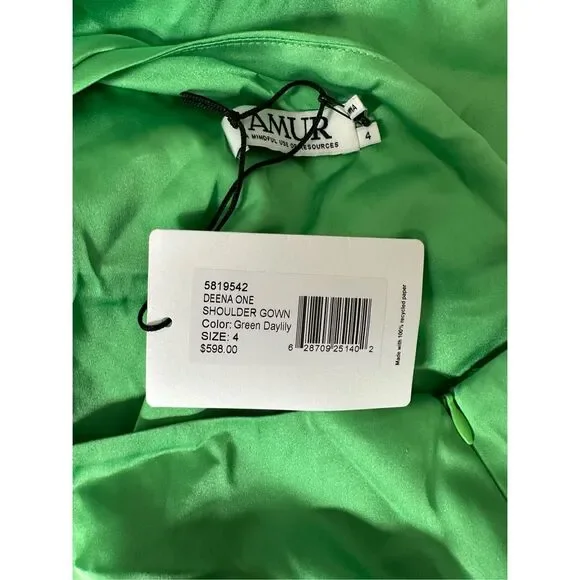 AMUR
A MINDFUL USE OF RESOURCES
4
5819542
DEENA ONE
SHOULDER GOWN
Color: Green Daylily
SIZE: 4
$598.00
6 28709 25140 2
Made with 100% recycled paper